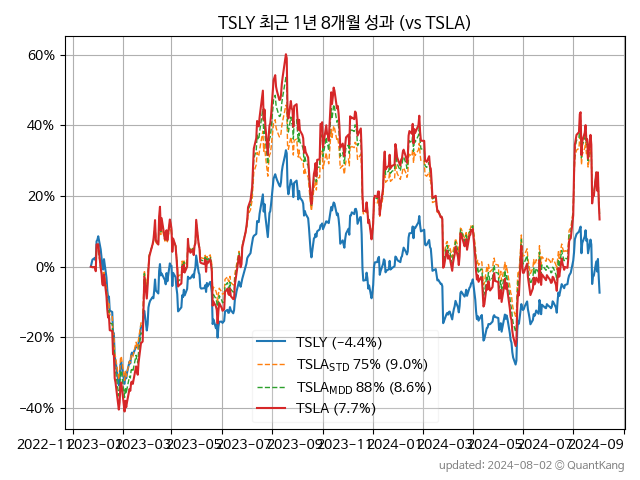 TSLY 최근 1년 8개월 성과 (vs TSLA)
60%
40%
20%
0%
−20%
−40%
TSLY (−4.4%)
TSLA_STD 75% (9.0%)
TSLA_MDD 88% (8.6%)
TSLA (7.7%)
2022−11 2023−01 2023−03 2023−05 2023−07 2023−09 2023−11 2024−01 2024−03 2024−05 2024−07 2024−09
updated: 2024−08−02 © QuantKang